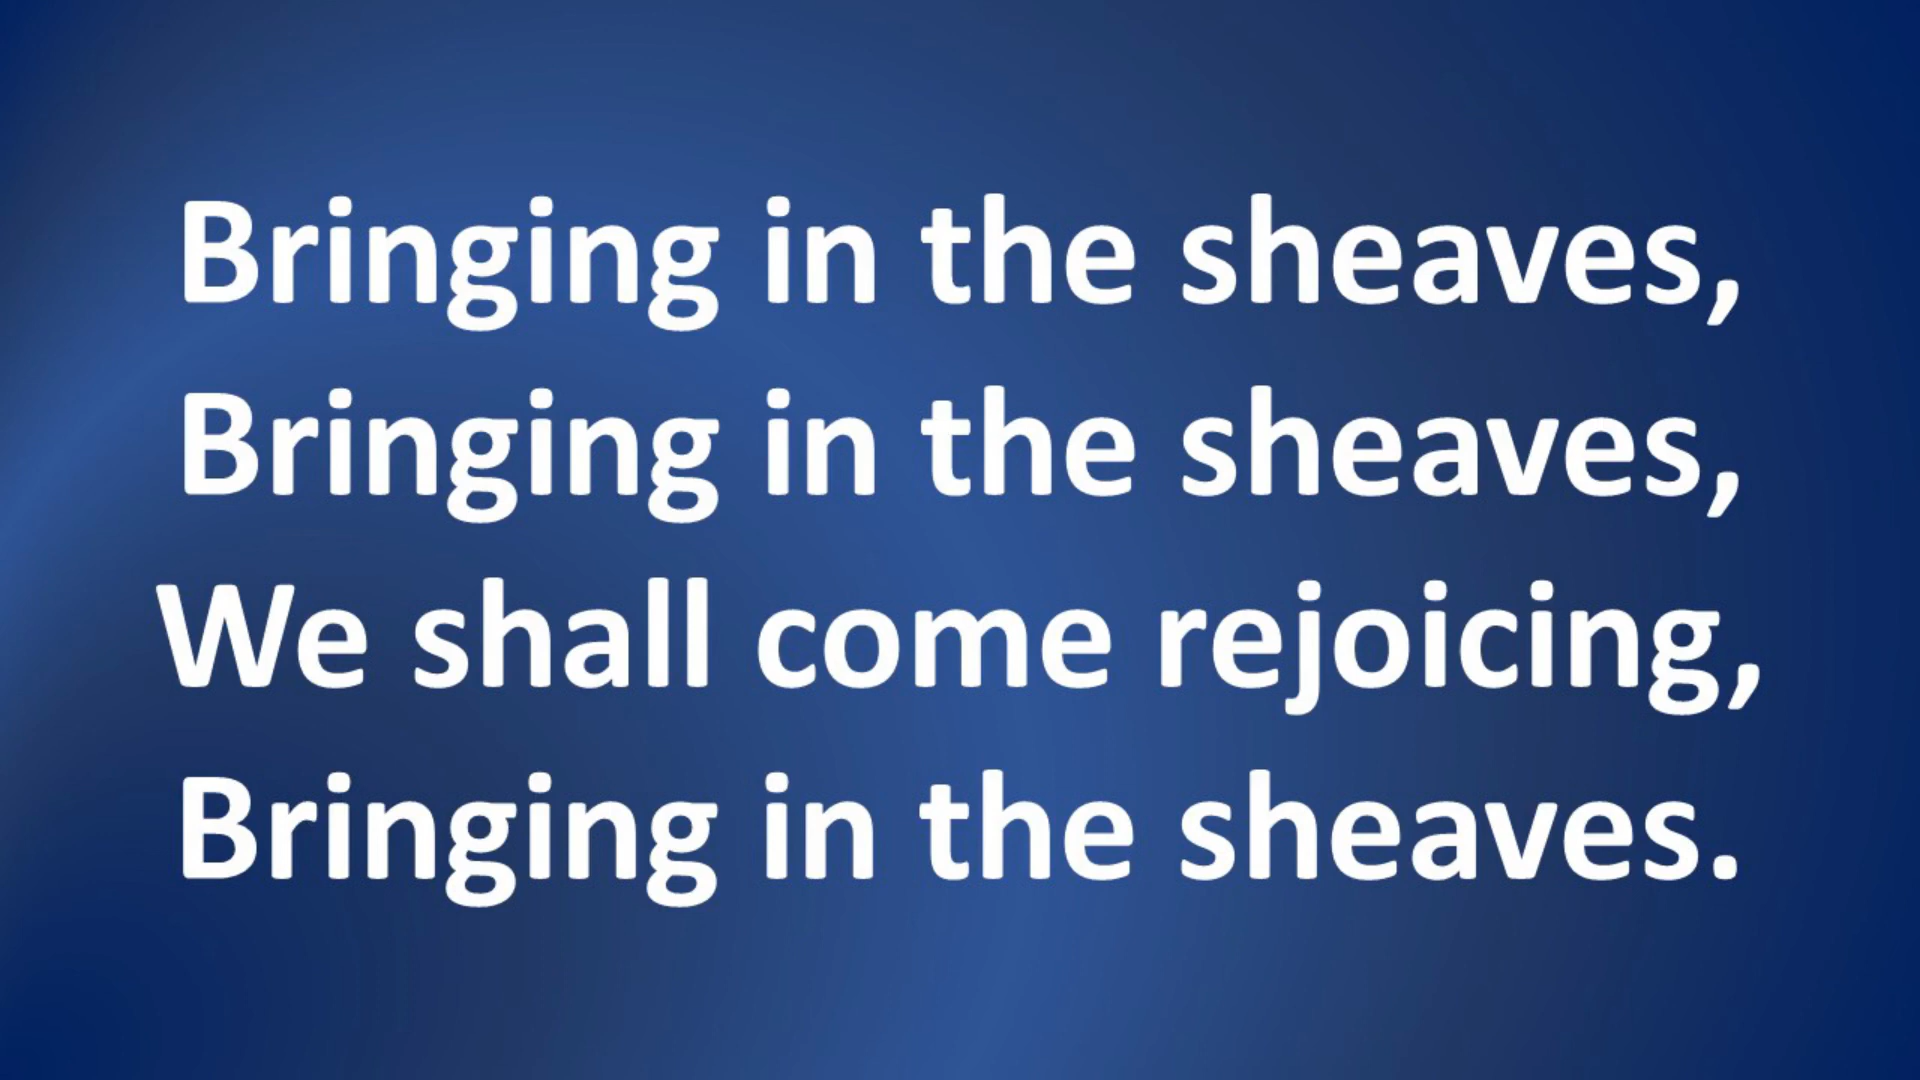 Bringing in the sheaves,
Bringing in the sheaves,
We shall come rejoicing,
Bringing in the sheaves.